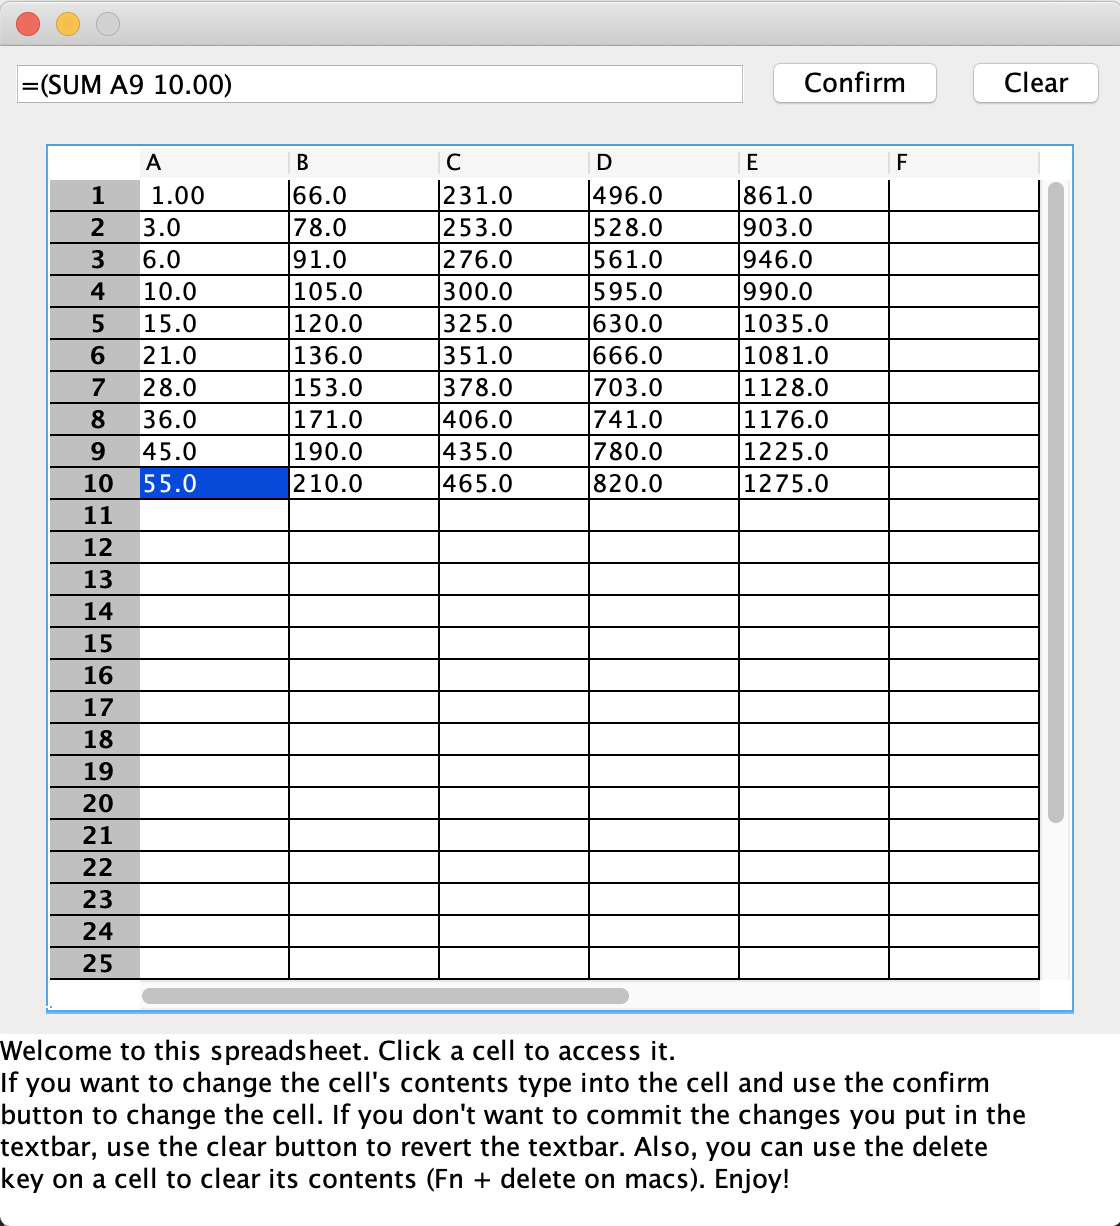 =(SUM A9 10.00) Confirm Clear
A B C D E F
1 1.00 66.0 231.0 496.0 861.0
2 3.0 78.0 253.0 528.0 903.0
3 6.0 91.0 276.0 561.0 946.0
4 10.0 105.0 300.0 595.0 990.0
5 15.0 120.0 325.0 630.0 1035.0
6 21.0 136.0 351.0 666.0 1081.0
7 28.0 153.0 378.0 703.0 1128.0
8 36.0 171.0 406.0 741.0 1176.0
9 45.0 190.0 435.0 780.0 1225.0
10 55.0 210.0 465.0 820.0 1275.0
11
12
13
14
15
16
17
18
19
20
21
22
23
24
25
Welcome to this spreadsheet. Click a cell to access it.
If you want to change the cell's contents type into the cell and use the confirm
button to change the cell. If you don't want to commit the changes you put in the
textbar, use the clear button to revert the textbar. Also, you can use the delete
key on a cell to clear its contents (Fn + delete on macs). Enjoy!